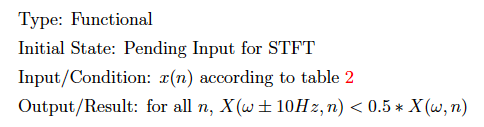 Type: Functional
Initial State: Pending Input for STFT
Input/Condition: x(n) according to table 2
Output/Result: for all n, X(ω ± 10Hz, n) < 0.5 * X(ω, n)